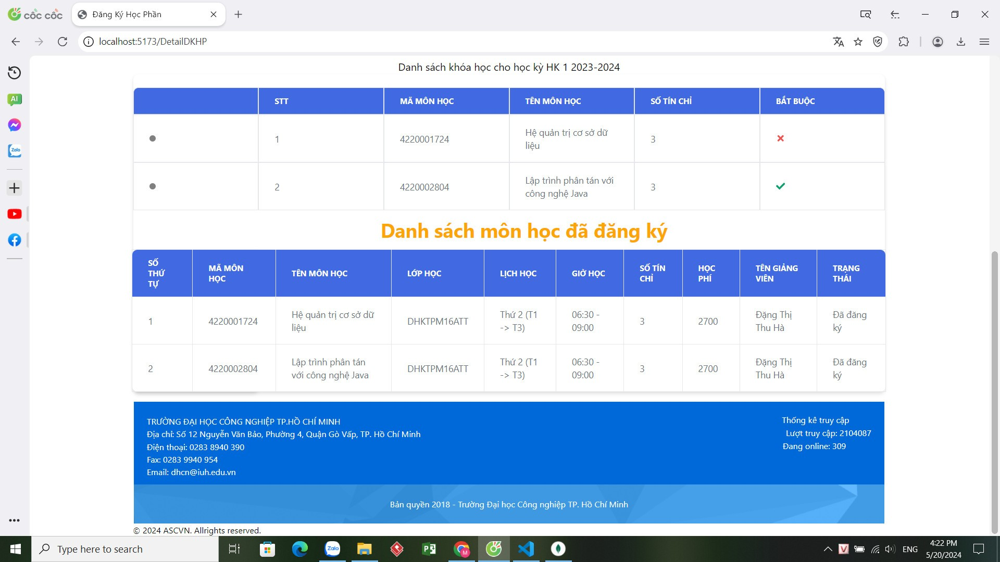 cốc cốc
Đăng Ký Học Phần
localhost:5173/DetailDKHP
AI
Zalo
Danh sách khóa học cho học kỳ HK 1 2023-2024
STT
MÃ MÔN HỌC
TÊN MÔN HỌC
SỐ TÍN CHỈ
BẮT BUỘC
1
4220001724
Hệ quản trị cơ sở dữ
liệu
3
2
4220002804
Lập trình phân tán với
công nghệ Java
3
Danh sách môn học đã đăng ký
SỐ
THỨ
TỰ
MÃ MÔN
HỌC
TÊN MÔN HỌC
LỚP HỌC
LỊCH HỌC
GIỜ HỌC
SỐ TÍN
CHỈ
HỌC
PHÍ
TÊN GIẢNG
VIÊN
TRẠNG
THÁI
1
4220001724
Hệ quản trị cơ sở dữ
liệu
DHKTPM16ATT
Thứ 2 (T1
-> T3)
06:30 -
09:00
3
2700
Đặng Thị
Thu Hà
Đã đăng
ký
2
4220002804
Lập trình phân tán
với công nghệ Java
DHKTPM16ATT
Thứ 2 (T1
-> T3)
06:30 -
09:00
3
2700
Đặng Thị
Thu Hà
Đã đăng
ký
TRƯỜNG ĐẠI HỌC CÔNG NGHIỆP TP.HỒ CHÍ MINH
Địa chỉ: Số 12 Nguyễn Văn Bảo, Phường 4, Quận Gò Vấp, TP. Hồ Chí Minh
Điện thoại: 0283 8940 390
Fax: 0283 9940 954
Email: dhcn@iuh.edu.vn
Thống kê truy cập
Lượt truy cập: 2104087
Đang online: 309
Bản quyền 2018 - Trường Đại học Công nghiệp TP. Hồ Chí Minh
© 2024 ASCVN. Allrights reserved.
Type here to search
Zalo
P
M
V
ENG
4:22 PM
5/20/2024